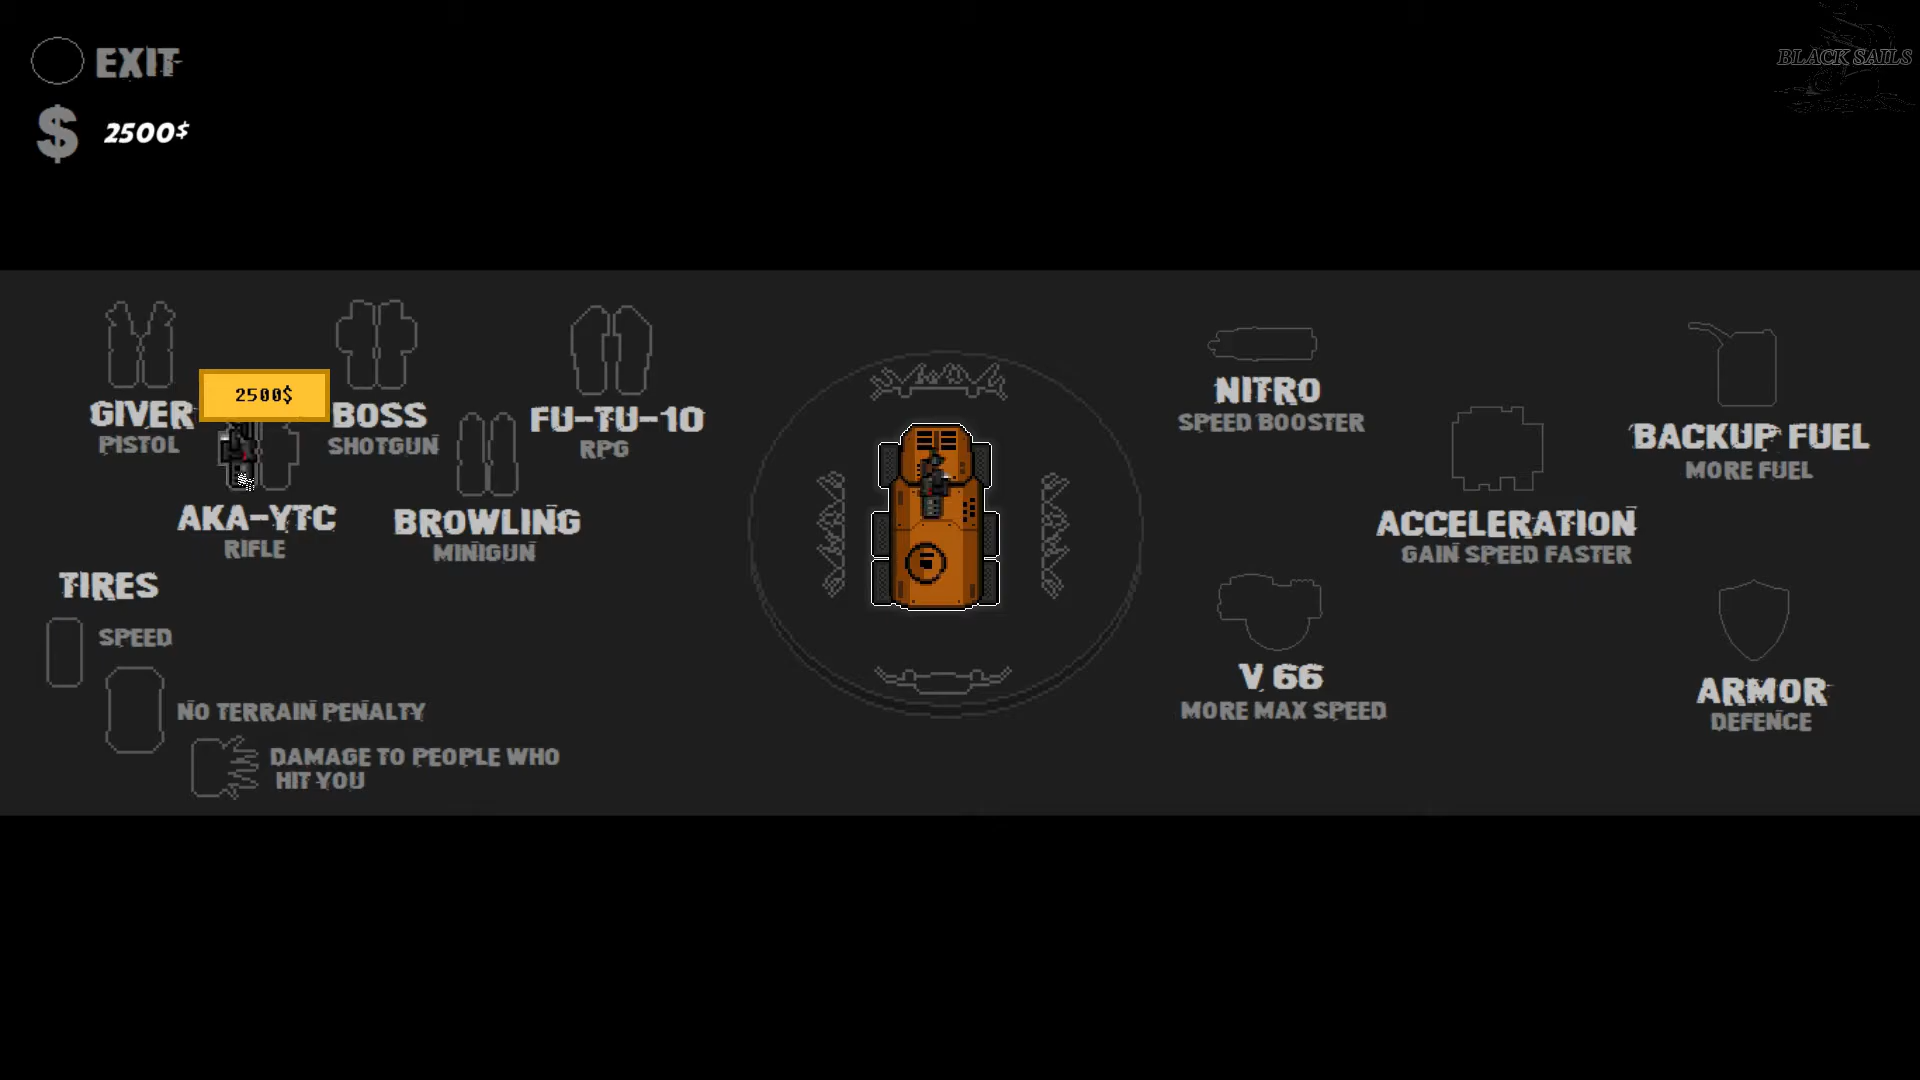 EXIT
$ 2500$
BLACK SAILS
2500$
GIVER
PISTOL
BOSS
SHOTGUN
FU-TU-10
RPG
AKA-YTC
RIFLE
BROWLING
MINIGUN
TIRES
SPEED
NO TERRAIN PENALTY
DAMAGE TO PEOPLE WHO
HIT YOU
NITRO
SPEED BOOSTER
BACKUP FUEL
MORE FUEL
ACCELERATION
GAIN SPEED FASTER
V 66
MORE MAX SPEED
ARMOR
DEFENCE